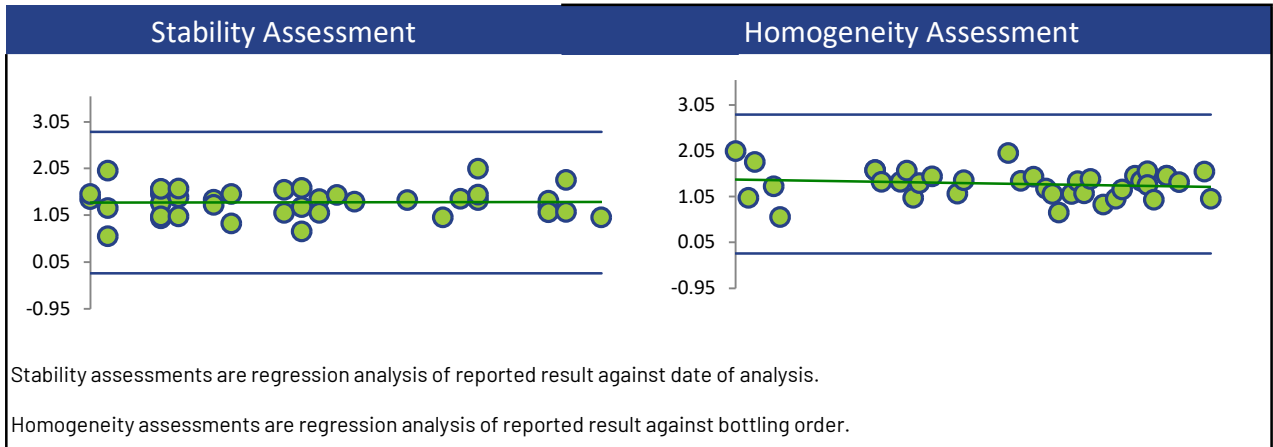 Stability Assessment
Homogeneity Assessment
3.05
2.05
1.05
0.05
-0.95
3.05
2.05
1.05
0.05
-0.95
Stability assessments are regression analysis of reported result against date of analysis.
Homogeneity assessments are regression analysis of reported result against bottling order.